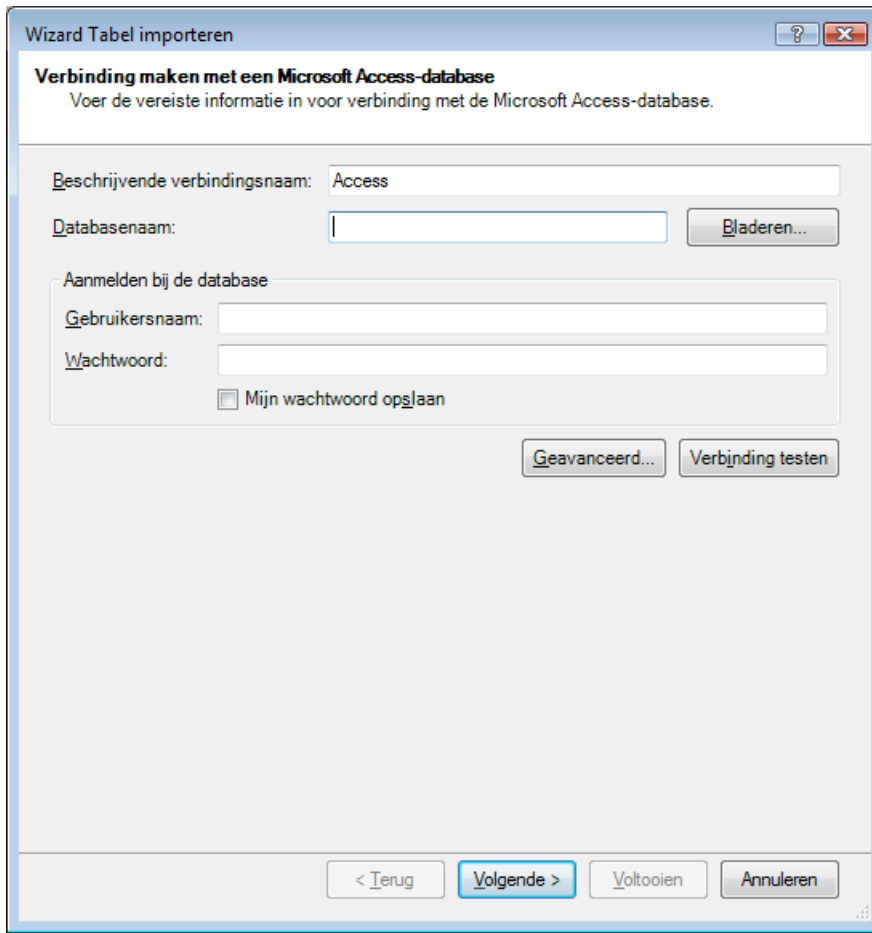 Wizard Tabel importeren
Verbinding maken met een Microsoft Access-database
Voer de vereiste informatie in voor verbinding met de Microsoft Access-database.
Beschrijvende verbindingsnaam: Access
Databasenaam: Bladeren...
Aanmelden bij de database
Gebruikersnaam:
Wachtwoord:
Mijn wachtwoord opslaan
Geavanceerd... Verbinding testen
< Terug Volgende > Voltooien Annuleren